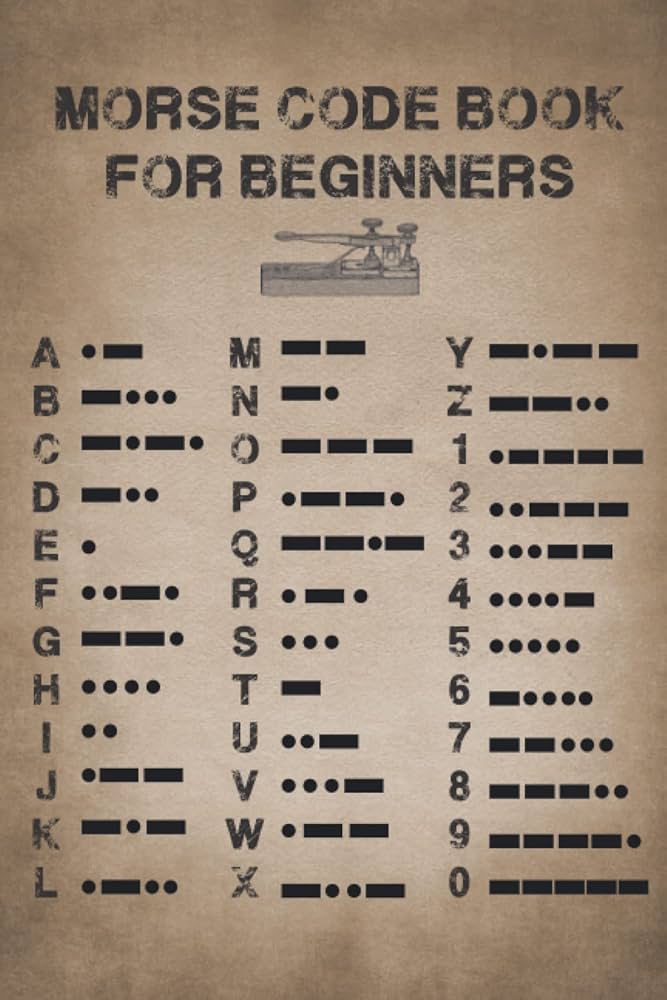 MORSE CODE BOOK
FOR BEGINNERS
A •–
B –•••
C –•–•
D –••
E •
F ••–•
G ––•
H ••••
I ••
J •––
K –•–
L •–••
M ––
N –•
O –––
P •––•
Q ––•–
R •–•
S •••
T –
U ••–
V •••–
W •––
X –••–
Y –•––
Z ––••
1 •––––
2 ••–––
3 •••––
4 ••••–
5 •••••
6 –••••
7 ––•••
8 –––••
9 ––––•
0 –––––